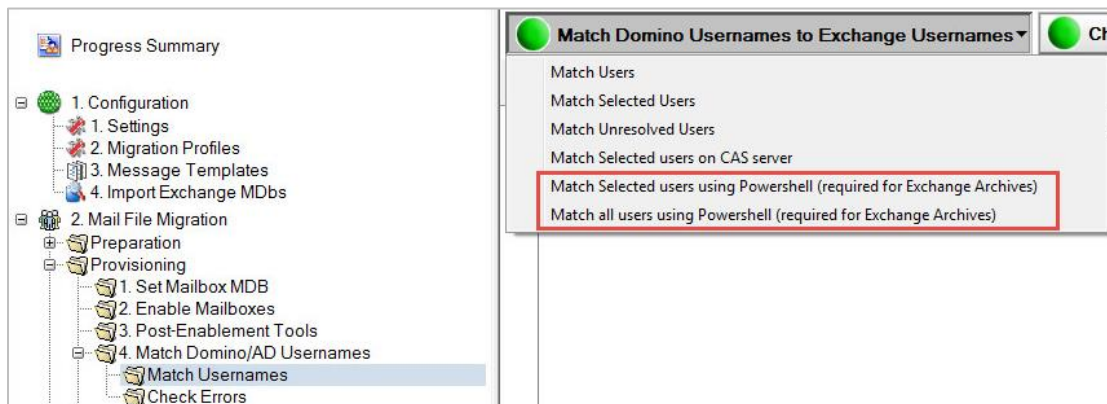 Progress Summary
1. Configuration
1. Settings
2. Migration Profiles
3. Message Templates
4. Import Exchange MDbs
2. Mail File Migration
Preparation
Provisioning
1. Set Mailbox MDB
2. Enable Mailboxes
3. Post-Enablement Tools
4. Match Domino/AD Usernames
Match Usernames
Check Errors
Match Domino Usernames to Exchange Usernames
Match Users
Match Selected Users
Match Unresolved Users
Match Selected users on CAS server
Match Selected users using Powershell (required for Exchange Archives)
Match all users using Powershell (required for Exchange Archives)